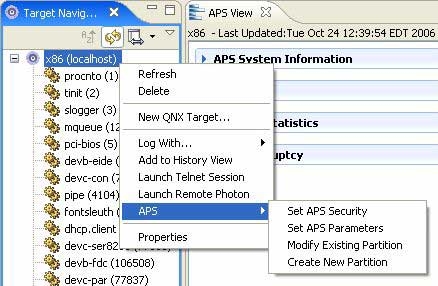 Target Navig...
APS View
x86 - Last Updated:Tue Oct 24 12:39:54 EDT 2006
x86 (localhost)
APS System Information
procnto (1)
tinit (2)
slogger (3)
mqueue (12
pci-bios (5)
devb-eide (
devc-con (
pipe (4104)
fontsleuth (
dhcp.client
devc-ser8250
devb-fdc (106508)
devc-par (77837)
Refresh
Delete
New QNX Target...
Log With...
Add to History View
Launch Telnet Session
Launch Remote Photon
APS
Properties
tatistics
uptcy
Set APS Security
Set APS Parameters
Modify Existing Partition
Create New Partition